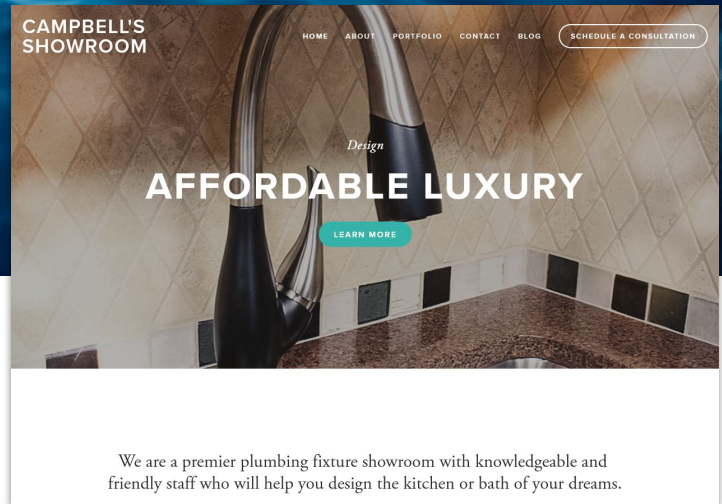 CAMPBELL'S
SHOWROOM
HOME ABOUT PORTFOLIO CONTACT BLOG SCHEDULE A CONSULTATION
Design
AFFORDABLE LUXURY
LEARN MORE
We are a premier plumbing fixture showroom with knowledgeable and
friendly staff who will help you design the kitchen or bath of your dreams.